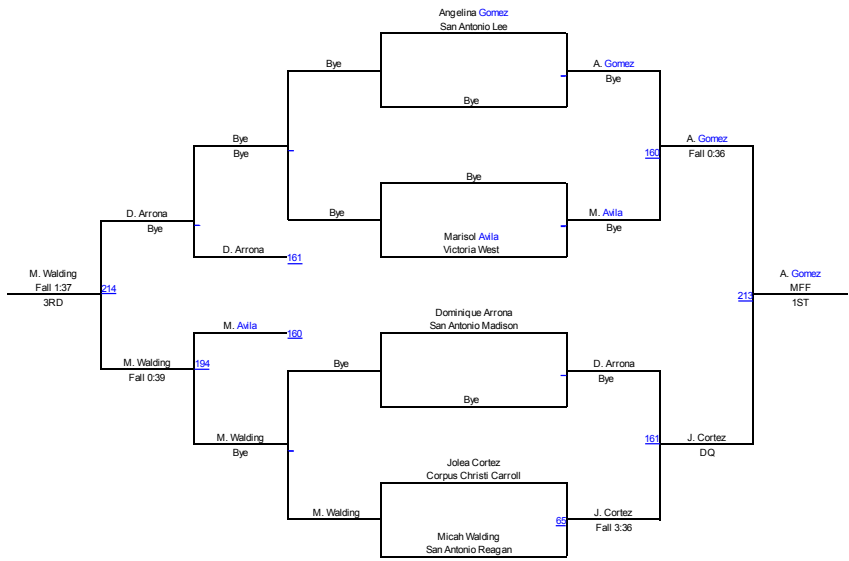 Angelina Gomez
San Antonio Lee
Bye
A. Gomez
Bye
Bye
Bye
Bye
A. Gomez
160
Fall 0:36
Bye
Bye
M. Avila
D. Arrona
Bye
Bye
Marisol Avila
D. Arrona
Victoria West
161
M. Walding
A. Gomez
Fall 1:37
214
213
MFF
3RD
1ST
Dominique Arrona
M. Avila
160
San Antonio Madison
M. Walding
194
Bye
D. Arrona
Fall 0:39
Bye
Bye
M. Walding
161
J. Cortez
Bye
DQ
Jolea Cortez
Corpus Christi Carroll
M. Walding
65
J. Cortez
Fall 3:36
Micah Walding
San Antonio Reagan